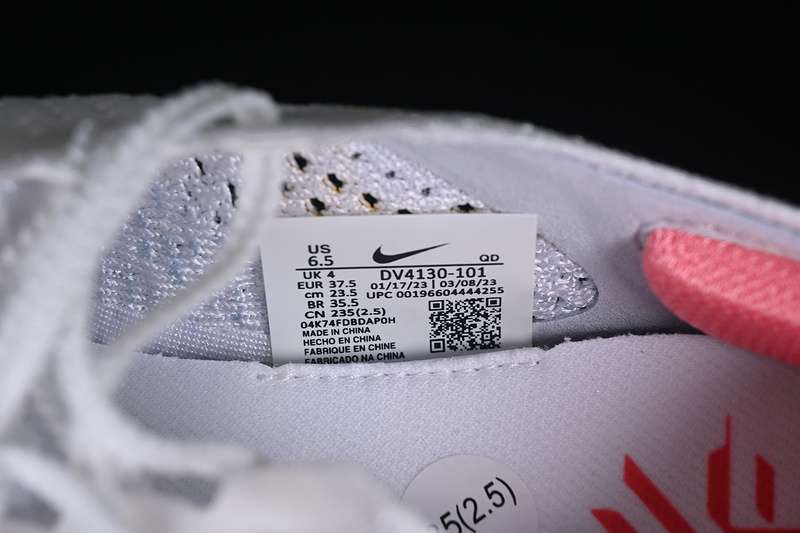 US
6.5
QD
UK 4
DV4130-101
EUR 37.5
01/17/23 | 03/08/23
cm 23.5
UPC 00196604444255
BR 35.5
CN 235(2.5)
04K74FDBDAP0H
MADE IN CHINA
HECHO EN CHINA
FABRIQUE EN CHINE
FABRICADO NA CHINA
5(2.5)